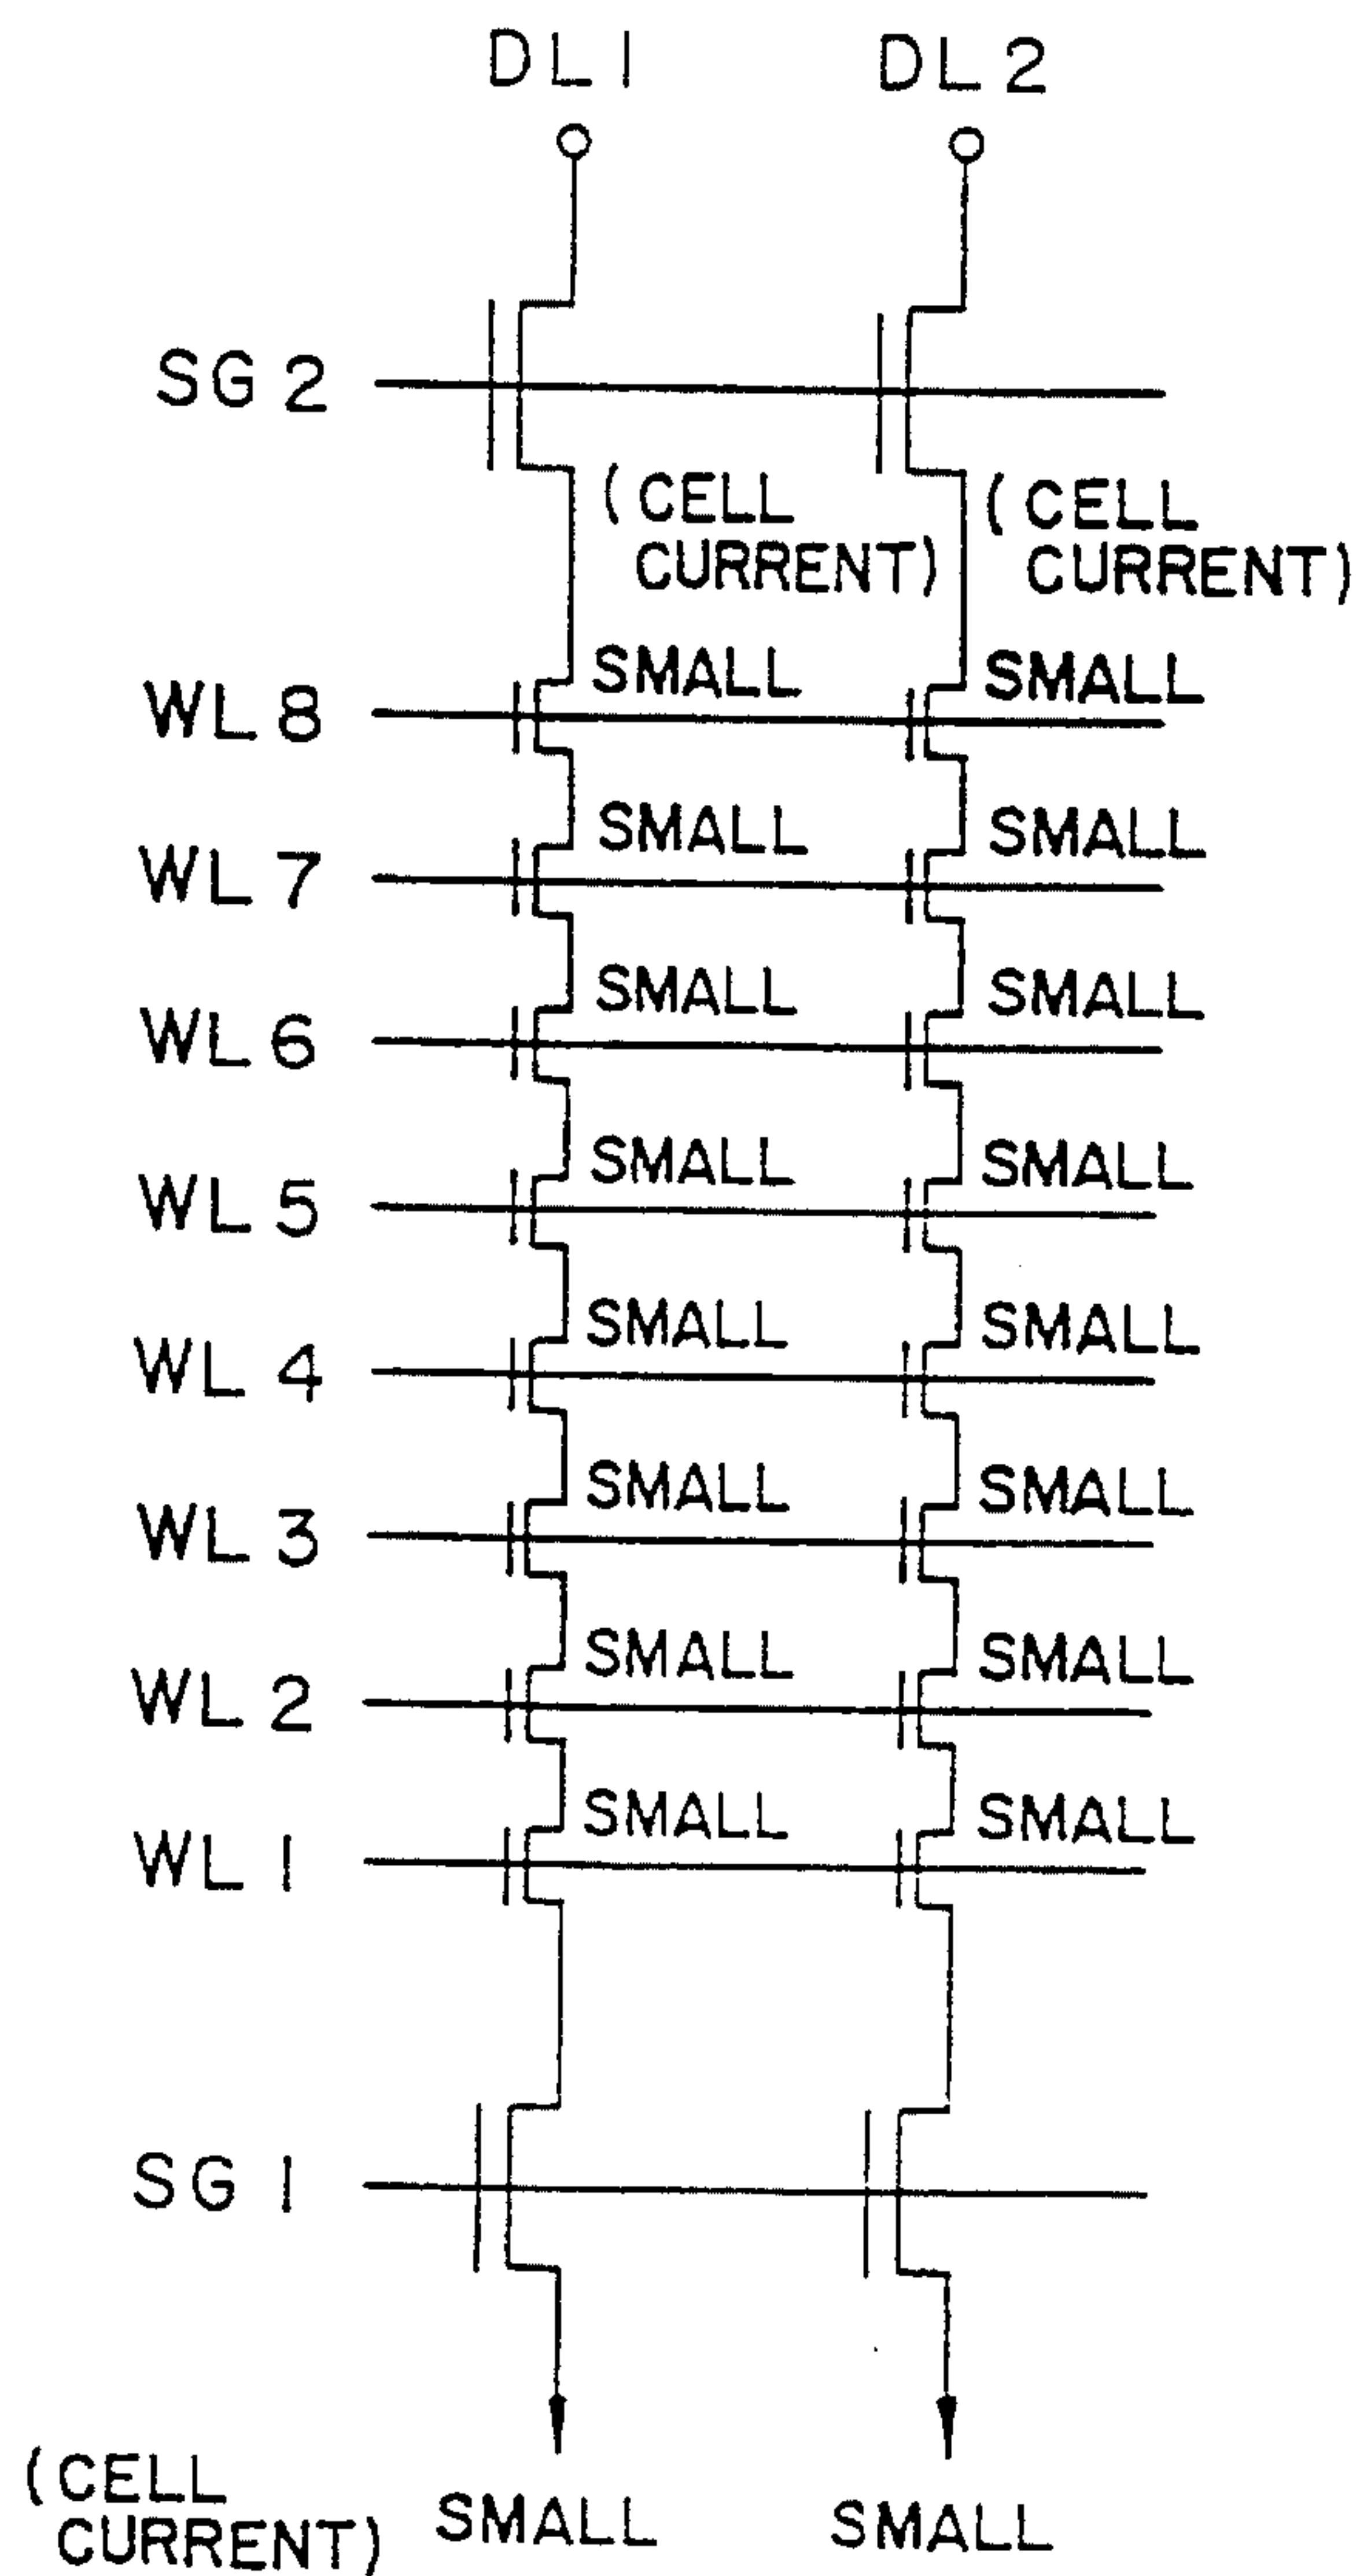 DL1 DL2
SG2
(CELL CURRENT) (CELL CURRENT)
SMALL SMALL
WL8
SMALL SMALL
WL7
SMALL SMALL
WL6
SMALL SMALL
WL5
SMALL SMALL
WL4
SMALL SMALL
WL3
SMALL SMALL
WL2
SMALL SMALL
WL1
SG1
(CELL
CURRENT) SMALL SMALL